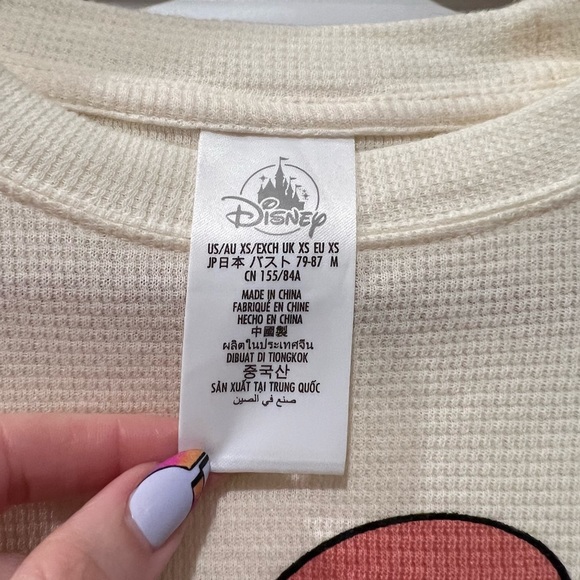 Disney
US/AU XS/EXCH UK XS EU XS
JP日本 バスト 79-87 M
CN 155/84A
MADE IN CHINA
FABRIQUÉ EN CHINE
HECHO EN CHINA
中國製
ผลิตในประเทศจีน
DIBUAT DI TIONGKOK
중국산
SẢN XUẤT TẠI TRUNG QUỐC
صنع في الصين